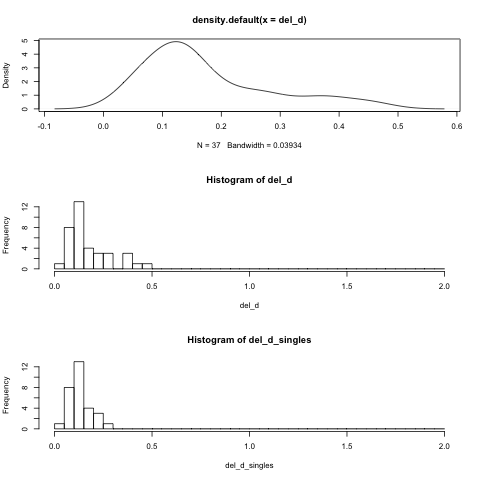 density.default(x = del_d)
Density
0 1 2 3 4 5
-0.1 0.0 0.1 0.2 0.3 0.4 0.5 0.6
N = 37 Bandwidth = 0.03934
Histogram of del_d
Frequency
0 4 8 12
0.0 0.5 1.0 1.5 2.0
del_d
Histogram of del_d_singles
Frequency
0 4 8 12
0.0 0.5 1.0 1.5 2.0
del_d_singles